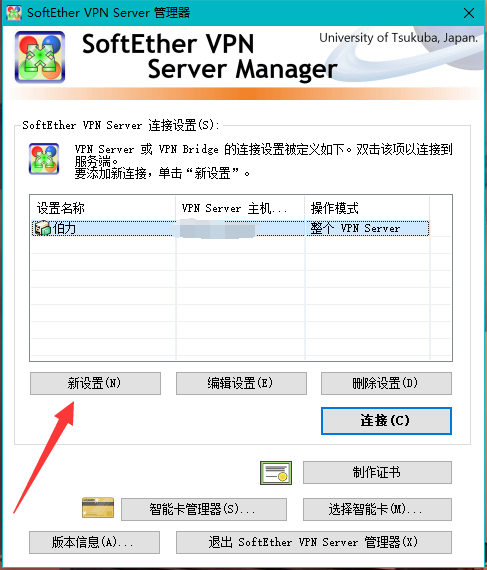 SoftEther VPN Server 管理器
SoftEther VPN
Server Manager
University of Tsukuba, Japan.
SoftEther VPN Server 连接设置(S):
VPN Server 或 VPN Bridge 的连接设置被定义如下。双击该项以连接到
服务端。
要添加新连接，单击“新设置”。
设置名称 VPN Server 主机... 操作模式
伯力 整个 VPN Server
新设置(N) 编辑设置(E) 删除设置(D)
连接(C)
制作证书
智能卡管理器(S)... 选择智能卡(M)...
版本信息(A)... 退出 SoftEther VPN Server 管理器(X)